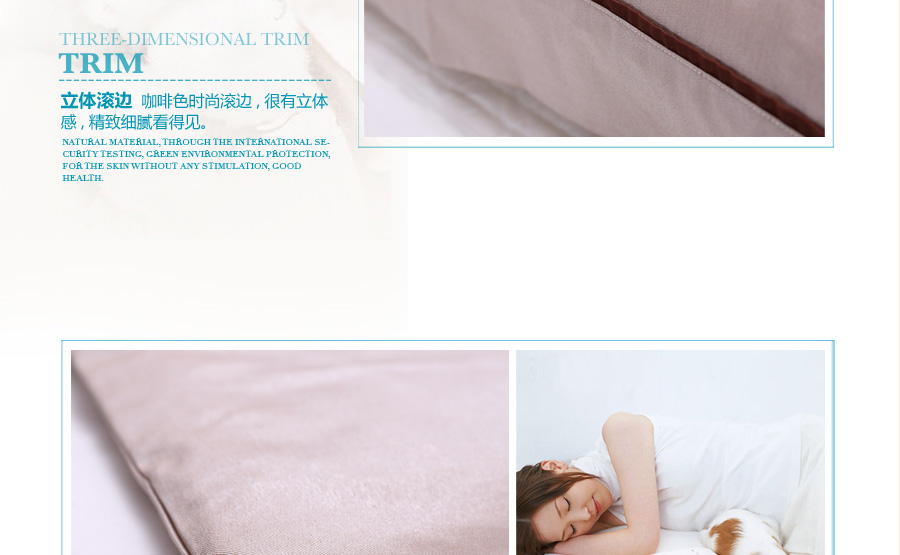 THREE-DIMENSIONAL TRIM
TRIM
立体滚边 咖啡色时尚滚边，很有立体
感，精致细腻看得见。
NATURAL MATERIAL, THROUGH THE INTERNATIONAL SE-
CURITY TESTING, GREEN ENVIRONMENTAL PROTECTION,
FOR THE SKIN WITHOUT ANY STIMULATION, GOOD
HEALTH.